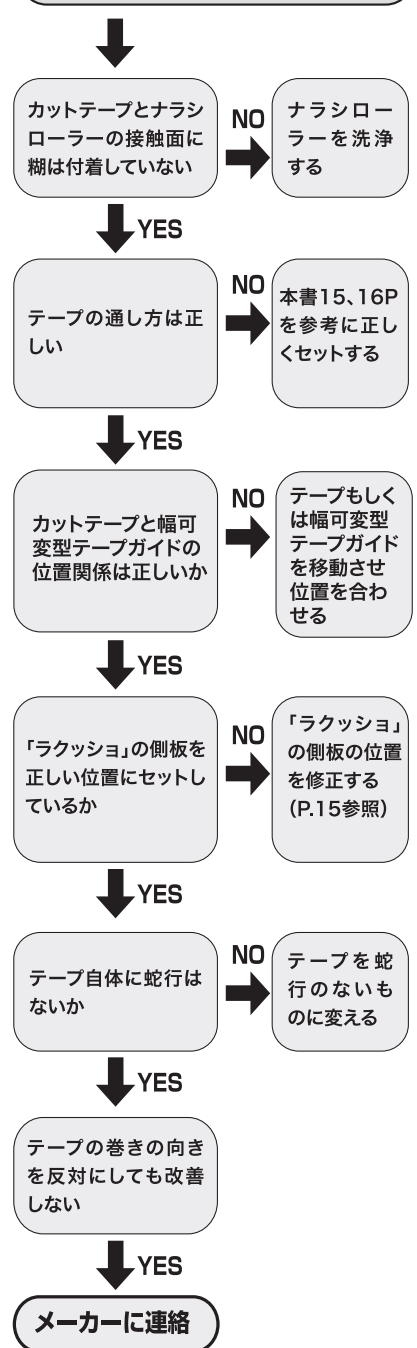 カットテープとナラシ
ローラーの接触面に
糊は付着していない
NO
ナラシロー
ラーを洗浄
する
YES
テープの通し方は正
しい
NO
本書15、16P
を参考に正し
くセットする
YES
カットテープと幅可
変型テープガイドの
位置関係は正しいか
NO
テープもしく
は幅可変型
テープガイド
を移動させ
位置を合わ
せる
YES
「ラクッショ」の側板を
正しい位置にセットし
ているか
NO
「ラクッショ」
の側板の位置
を修正する
(P.15参照)
YES
テープ自体に蛇行は
ないか
NO
テープを蛇
行のないも
のに変える
YES
テープの巻きの向き
を反対にしても改善
しない
YES
メーカーに連絡